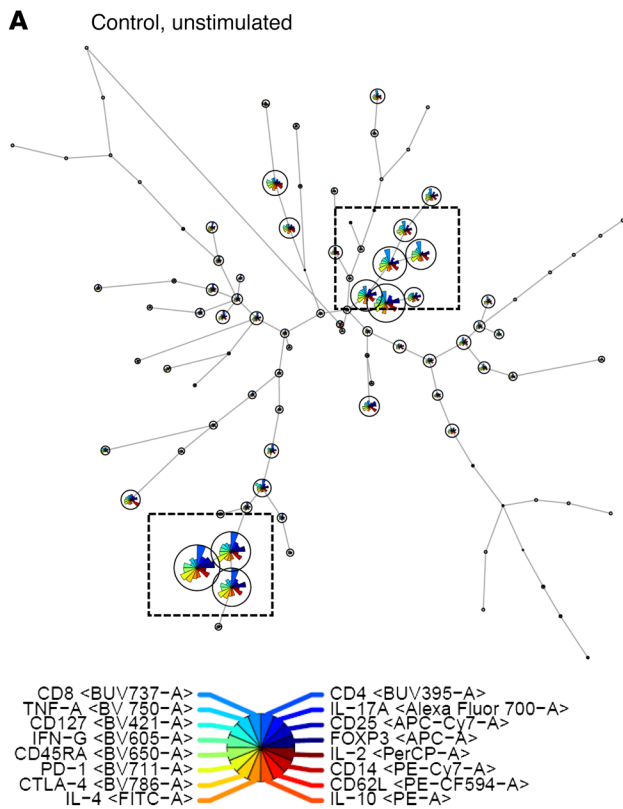 A Control, unstimulated
CD8 <BUV737-A> CD4 <BUV395-A>
TNF-A <BV 750-A> IL-17A <Alexa Fluor 700-A>
CD127 <BV421-A> CD25 <APC-Cy7-A>
IFN-G <BV605-A> FOXP3 <APC-A>
CD45RA <BV650-A> IL-2 <PerCP-A>
PD-1 <BV711-A> CD14 <PE-Cy7-A>
CTLA-4 <BV786-A> CD62L <PE-CF594-A>
IL-4 <FITC-A> IL-10 <PE-A>